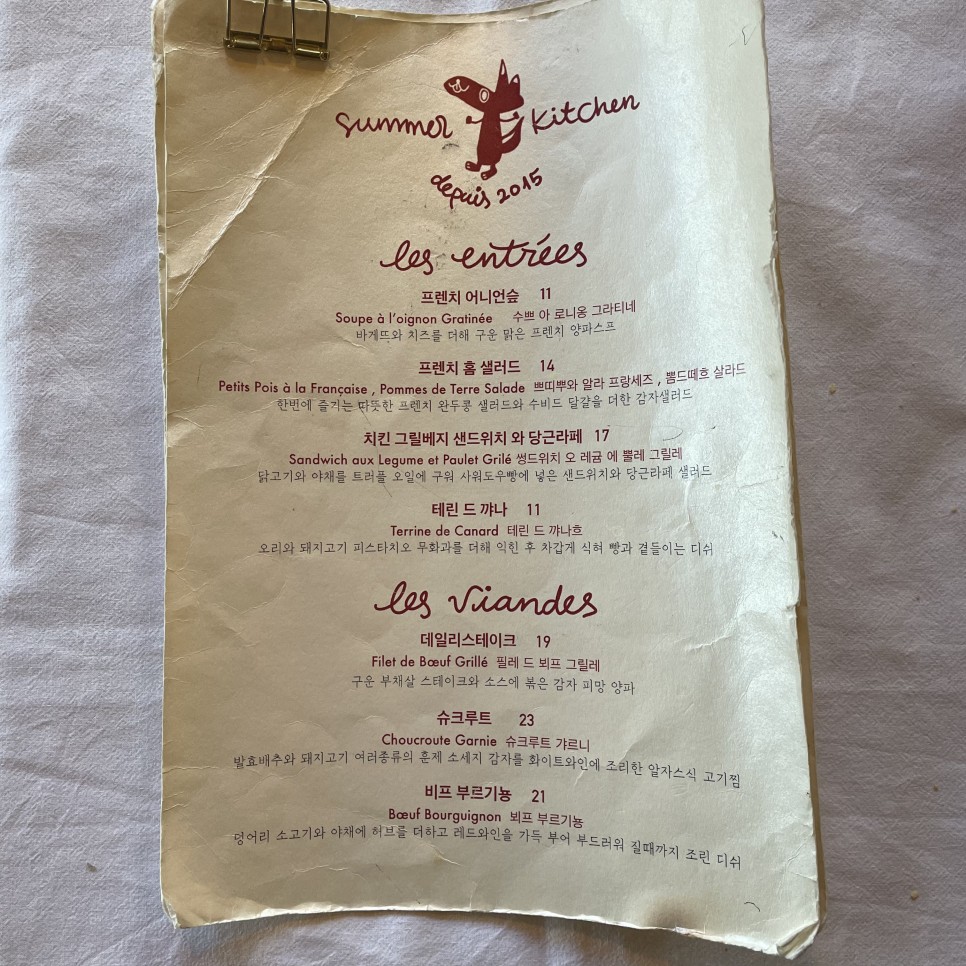 summer kitchen
depuis 2015
les entrées
프렌치 어니언슾 11
Soupe à l'oignon Gratinée 수쁘 아 로니옹 그라티네
바게뜨와 치즈를 더해 구운 맑은 프렌치 양파스프
프렌치 홈 샐러드 14
Petits Pois à la Française , Pommes de Terre Salade 쁘띠뿌와 알라 프랑세즈 , 뽐드떼흐 살라드
한번에 즐기는 따뜻한 프렌치 완두콩 샐러드와 수비드 달걀을 더한 감자샐러드
치킨 그릴베지 샌드위치 와 당근라페 17
Sandwich aux Legume et Paulet Grilé 썽드위치 오 레귬 에 뿔레 그릴레
닭고기와 야채를 트러플 오일에 구워 사워도우빵에 넣은 샌드위치와 당근라페 샐러드
테린 드 꺄나 11
Terrine de Canard 테린 드 꺄나흐
오리와 돼지고기 피스타치오 무화과를 더해 익힌 후 차갑게 식혀 빵과 곁들이는 디쉬
les viandes
데일리스테이크 19
Filet de Bœuf Grillé 필레 드 뵈프 그릴레
구운 부채살 스테이크와 소스에 볶은 감자 피망 양파
슈크루트 23
Choucroute Garnie 슈크루트 갸르니
발효배추와 돼지고기 여러종류의 훈제 소세지 감자를 화이트와인에 조리한 알자스식 고기찜
비프 부르기뇽 21
Bœuf Bourguignon 뵈프 부르기뇽
덩어리 소고기와 야채에 허브를 더하고 레드와인을 가득 부어 부드러워 질때까지 조린 디쉬